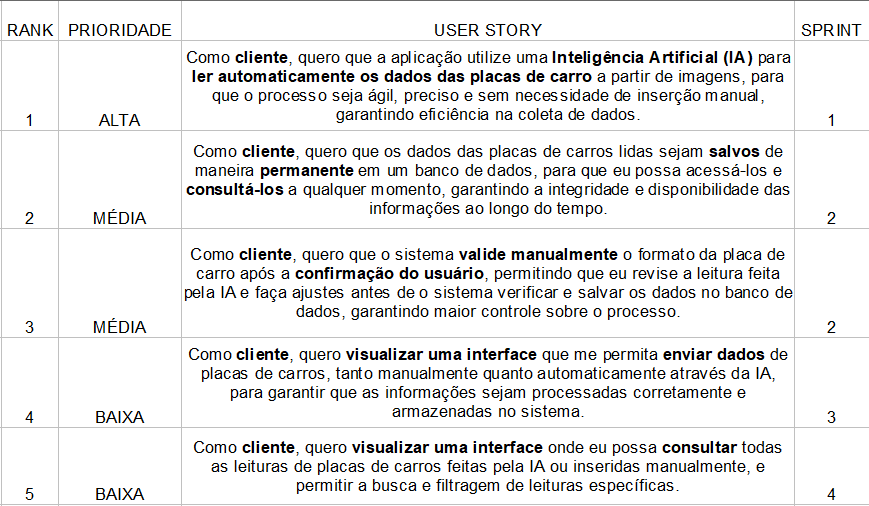 RANK PRIORIDADE USER STORY SPRINT
Como cliente, quero que a aplicação utilize uma Inteligência Artificial (IA) para
ler automaticamente os dados das placas de carro a partir de imagens, para
que o processo seja ágil, preciso e sem necessidade de inserção manual,
garantindo eficiência na coleta de dados.
1 ALTA 1
Como cliente, quero que os dados das placas de carros lidas sejam salvos de
maneira permanente em um banco de dados, para que eu possa acessá-los e
consultá-los a qualquer momento, garantindo a integridade e disponibilidade das
informações ao longo do tempo.
2 MÉDIA 2
Como cliente, quero que o sistema valide manualmente o formato da placa de
carro após a confirmação do usuário, permitindo que eu revise a leitura feita
pela IA e faça ajustes antes de o sistema verificar e salvar os dados no banco de
dados, garantindo maior controle sobre o processo.
3 MÉDIA 2
Como cliente, quero visualizar uma interface que me permita enviar dados de
placas de carros, tanto manualmente quanto automaticamente através da IA,
para garantir que as informações sejam processadas corretamente e
armazenadas no sistema.
4 BAIXA 3
Como cliente, quero visualizar uma interface onde eu possa consultar todas
as leituras de placas de carros feitas pela IA ou inseridas manualmente, e
permitir a busca e filtragem de leituras específicas.
5 BAIXA 4